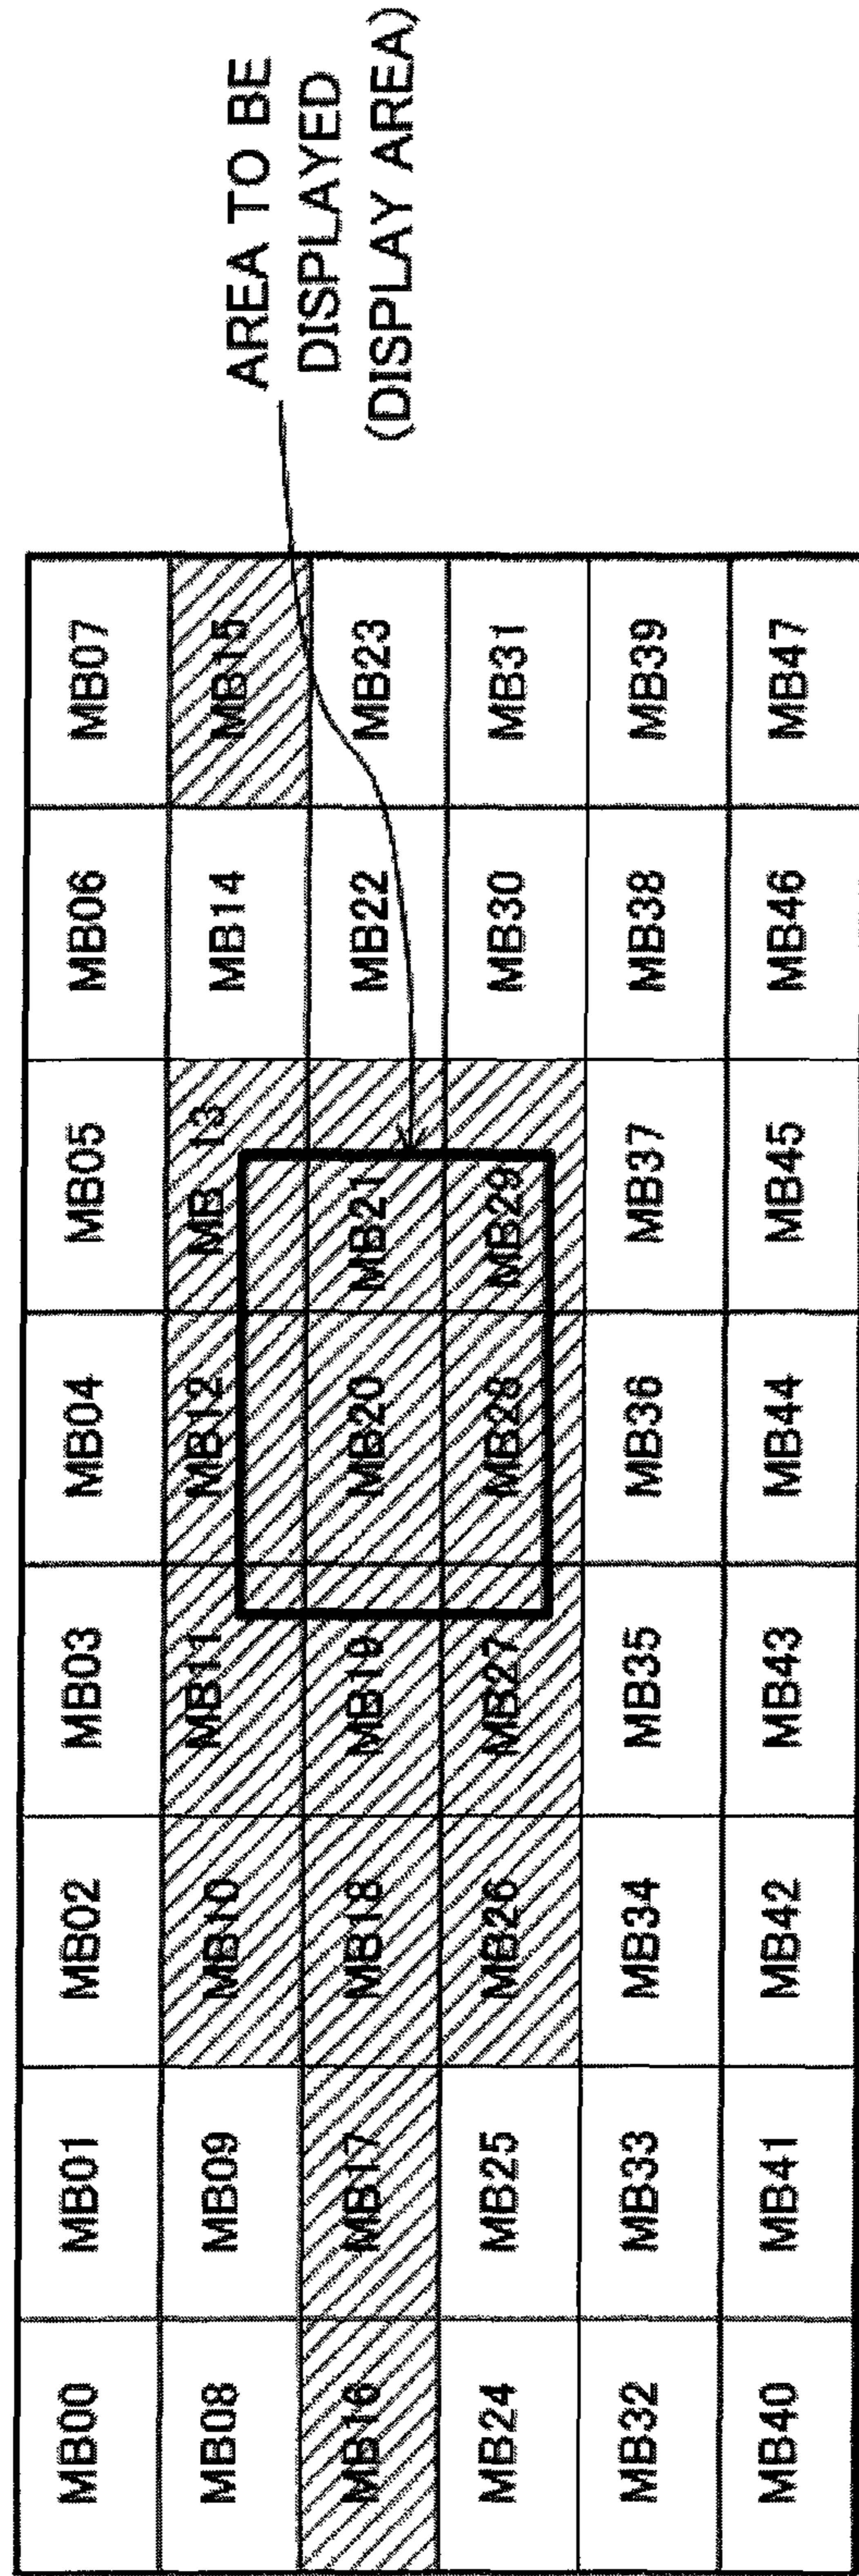 MB00 MB01 MB02 MB03 MB04 MB05 MB06 MB07
MB08 MB09 MB10 MB11 MB12 MB 13 MB14 MB15
MB16 MB17 MB18 MB19 MB20 MB21 MB22 MB23
MB24 MB25 MB26 MB27 MB28 MB29 MB30 MB31
MB32 MB33 MB34 MB35 MB36 MB37 MB38 MB39
MB40 MB41 MB42 MB43 MB44 MB45 MB46 MB47
AREA TO BE
DISPLAYED
(DISPLAY AREA)